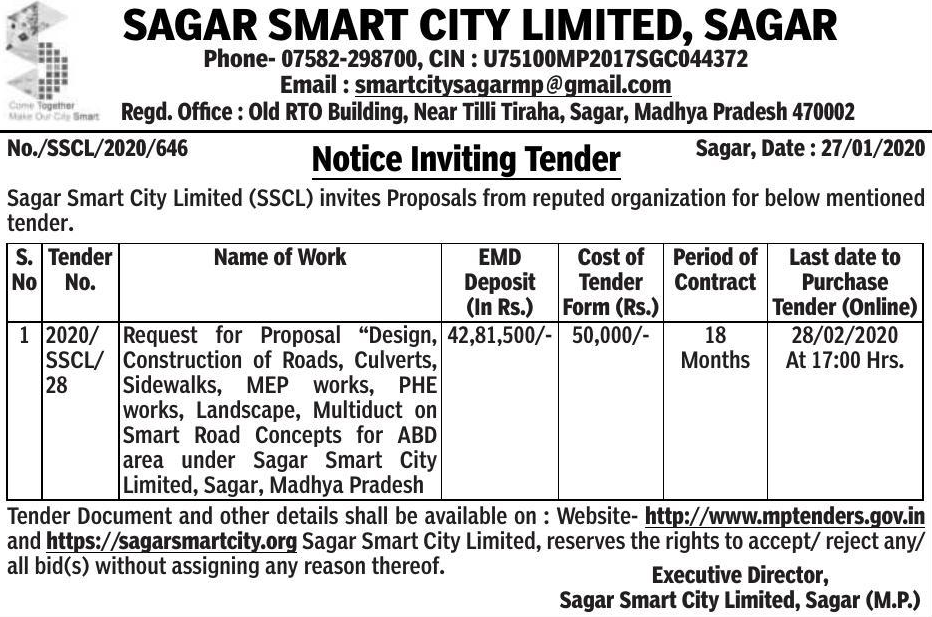 SAGAR SMART CITY LIMITED, SAGAR
Phone- 07582-298700, CIN : U75100MP2017SGC044372
Email : smartcitysagarmp@gmail.com
Regd. Office : Old RTO Building, Near Tilli Tiraha, Sagar, Madhya Pradesh 470002
Come Together
Make Our City Smart
No./SSCL/2020/646
Notice Inviting Tender
Sagar, Date : 27/01/2020
Sagar Smart City Limited (SSCL) invites Proposals from reputed organization for below mentioned
tender.
S. No
Tender No.
Name of Work
EMD Deposit (In Rs.)
Cost of Tender Form (Rs.)
Period of Contract
Last date to Purchase Tender (Online)
1
2020/
SSCL/
28
Request for Proposal “Design,
Construction of Roads, Culverts,
Sidewalks, MEP works, PHE
works, Landscape, Multiduct on
Smart Road Concepts for ABD
area under Sagar Smart City
Limited, Sagar, Madhya Pradesh
42,81,500/-
50,000/-
18
Months
28/02/2020
At 17:00 Hrs.
Tender Document and other details shall be available on : Website- http://www.mptenders.gov.in
and https://sagarsmartcity.org Sagar Smart City Limited, reserves the rights to accept/ reject any/
all bid(s) without assigning any reason thereof.
Executive Director,
Sagar Smart City Limited, Sagar (M.P.)